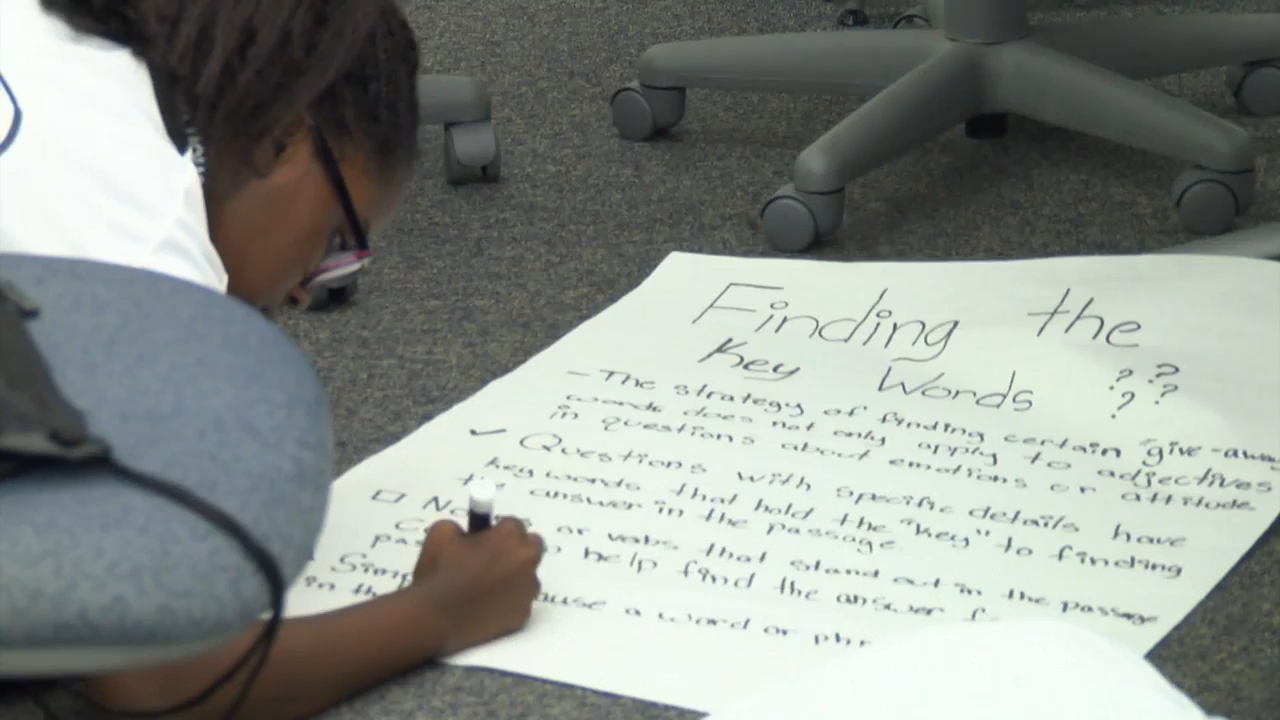 Finding the
Key Words ? ? ? ?
- The strategy of finding certain "give-away
words does not only apply to adjectives
in questions about emotions or attitude
✓ Questions with specific details have
key words that hold the "key" to finding
the answer in the passage.
or verbs that stand out in the passage
help find the answer
a word or phr
in